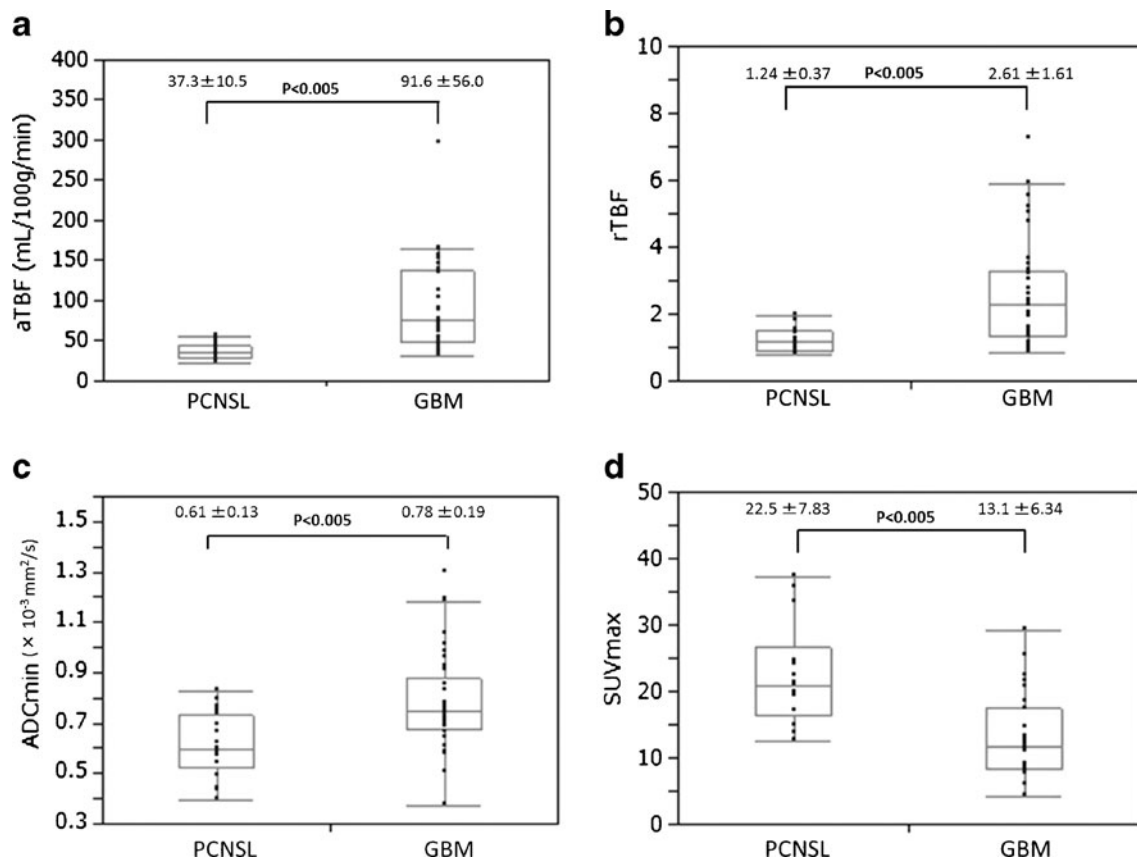 a
400
350
300
250
200
150
100
50
0
aTBF (mL/100g/min)
37.3±10.5
91.6±56.0
P<0.005
PCNSL
GBM
b
10
8
6
4
2
0
rTBF
1.24 ±0.37
2.61 ±1.61
P<0.005
PCNSL
GBM
c
1.5
1.3
1.1
0.9
0.7
0.5
0.3
ADCmin (× 10⁻³ mm²/s)
0.61 ±0.13
0.78 ±0.19
P<0.005
PCNSL
GBM
d
50
40
30
20
10
0
SUVmax
22.5 ±7.83
13.1 ±6.34
P<0.005
PCNSL
GBM